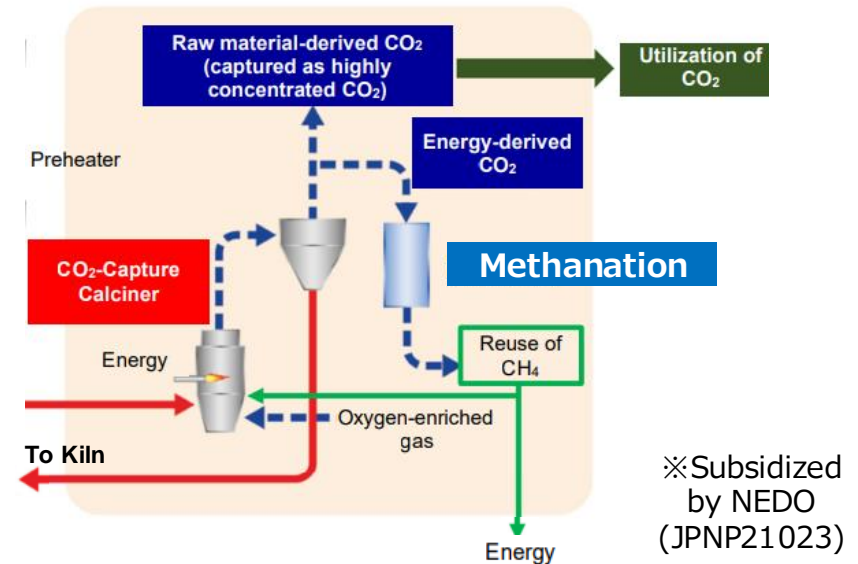 Raw material-derived CO₂
(captured as highly
concentrated CO₂)
Utilization of
CO₂
Energy-derived
CO₂
Preheater
CO₂-Capture
Calciner
Methanation
Energy
Reuse of
CH₄
Oxygen-enriched
gas
To Kiln
Energy
※Subsidized
by NEDO
(JPNP21023)